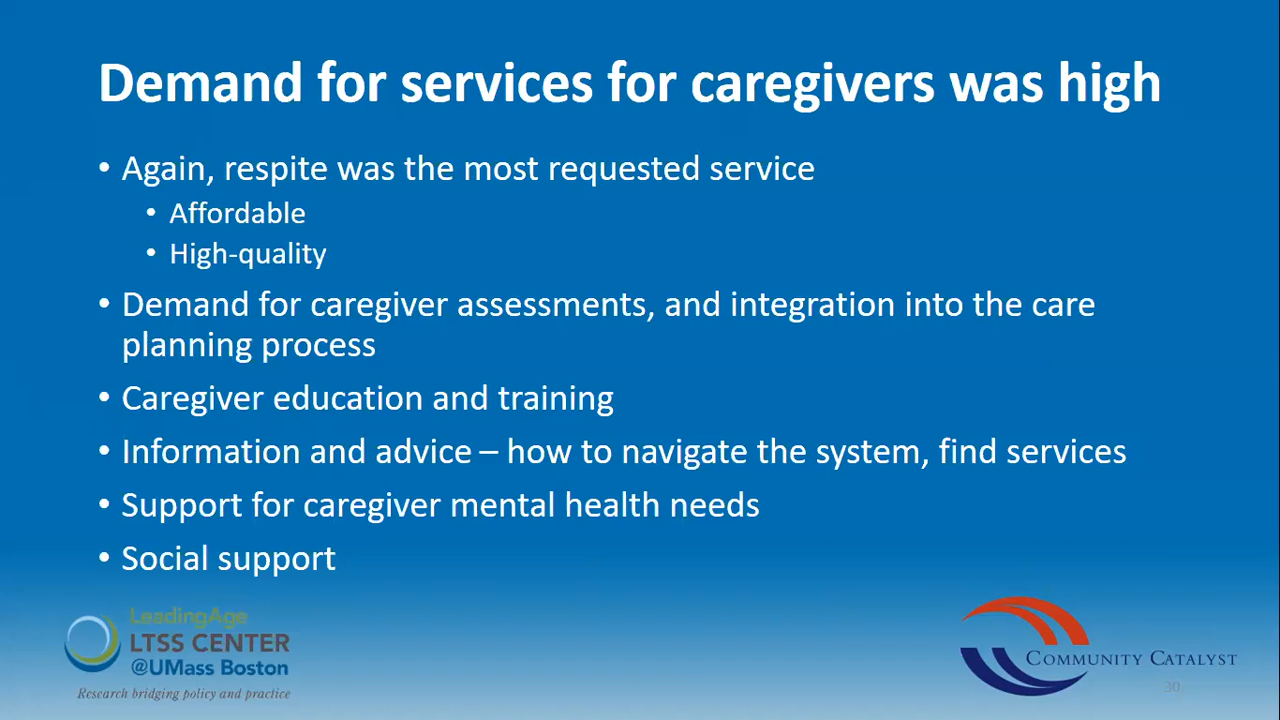 Demand for services for caregivers was high
• Again, respite was the most requested service
• Affordable
• High-quality
• Demand for caregiver assessments, and integration into the care
planning process
• Caregiver education and training
• Information and advice – how to navigate the system, find services
• Support for caregiver mental health needs
• Social support
LeadingAge
LTSS CENTER
@UMass Boston
Research bridging policy and practice
COMMUNITY CATALYST
30